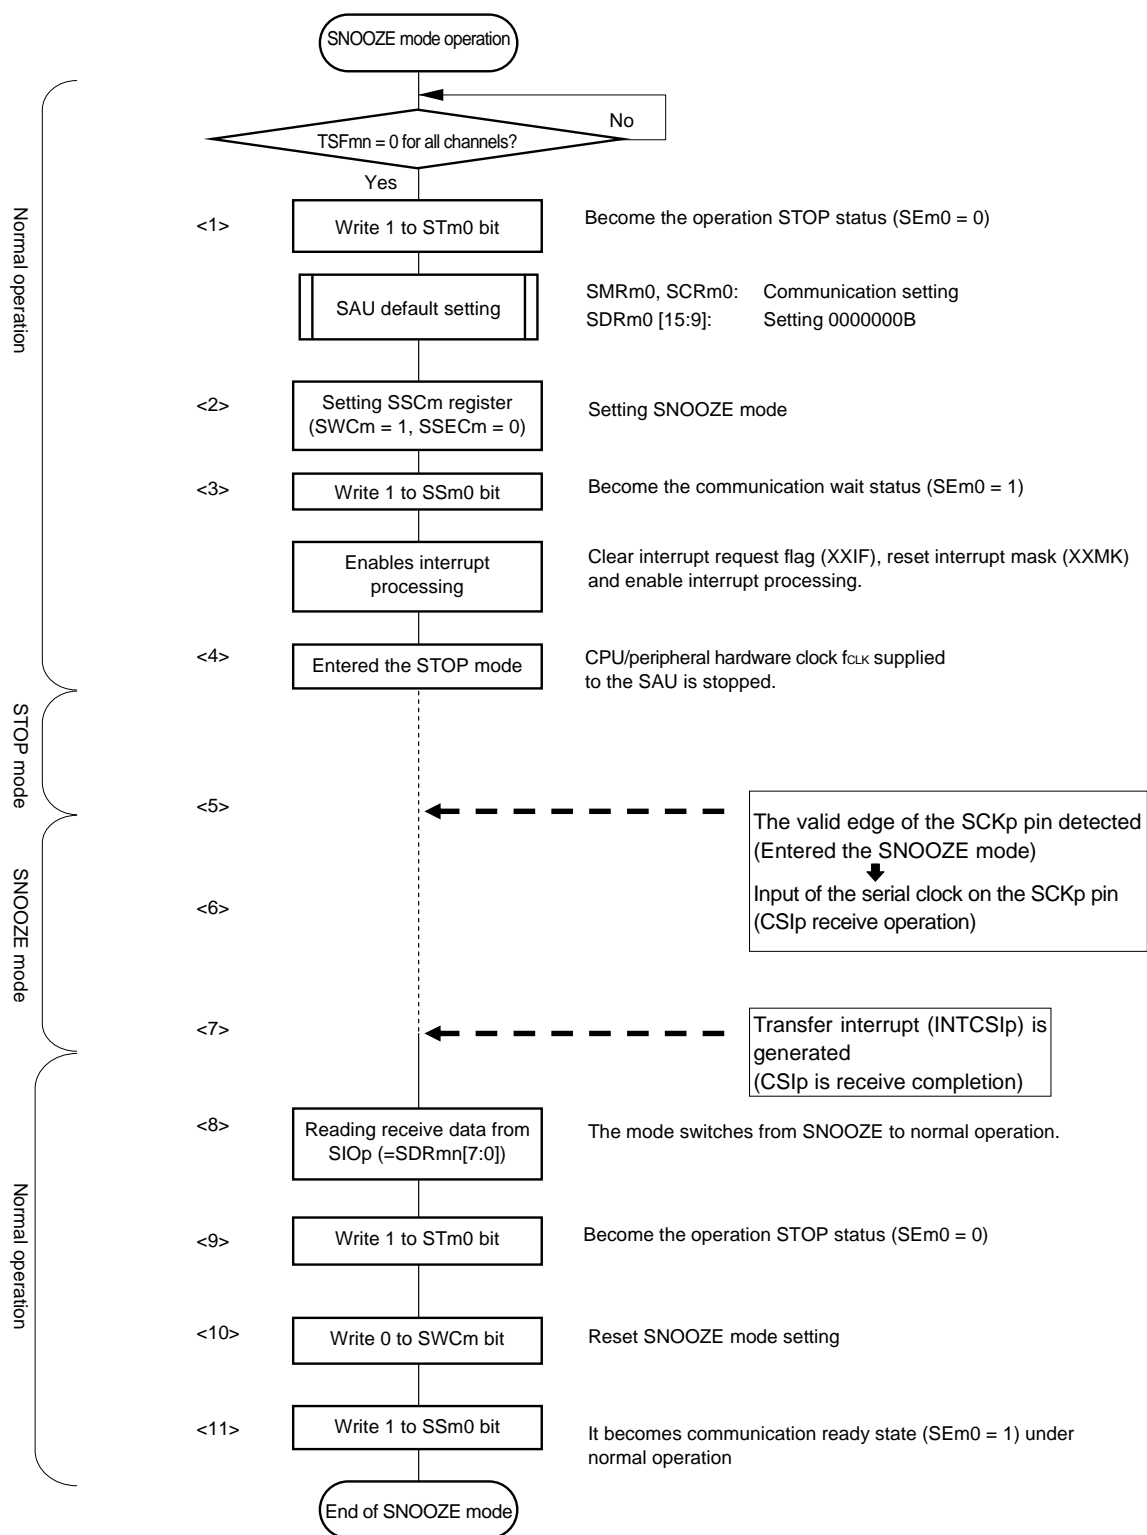 SNOOZE mode operation
No
TSFmn = 0 for all channels?
Yes
Normal operation
<1>
Write 1 to STm0 bit
Become the operation STOP status (SEm0 = 0)
SAU default setting
SMRm0, SCRm0: Communication setting
SDRm0 [15:9]: Setting 0000000B
<2>
Setting SSCm register
(SWCm = 1, SSECm = 0)
Setting SNOOZE mode
<3>
Write 1 to SSm0 bit
Become the communication wait status (SEm0 = 1)
Enables interrupt
processing
Clear interrupt request flag (XXIF), reset interrupt mask (XXMK)
and enable interrupt processing.
<4>
Entered the STOP mode
CPU/peripheral hardware clock fCLK supplied
to the SAU is stopped.
STOP mode
<5>
The valid edge of the SCKp pin detected
(Entered the SNOOZE mode)
Input of the serial clock on the SCKp pin
(CSIp receive operation)
SNOOZE mode
<6>
<7>
Transfer interrupt (INTCSIp) is
generated
(CSIp is receive completion)
Normal operation
<8>
Reading receive data from
SIOp (=SDRmn[7:0])
The mode switches from SNOOZE to normal operation.
<9>
Write 1 to STm0 bit
Become the operation STOP status (SEm0 = 0)
<10>
Write 0 to SWCm bit
Reset SNOOZE mode setting
<11>
Write 1 to SSm0 bit
It becomes communication ready state (SEm0 = 1) under
normal operation
End of SNOOZE mode